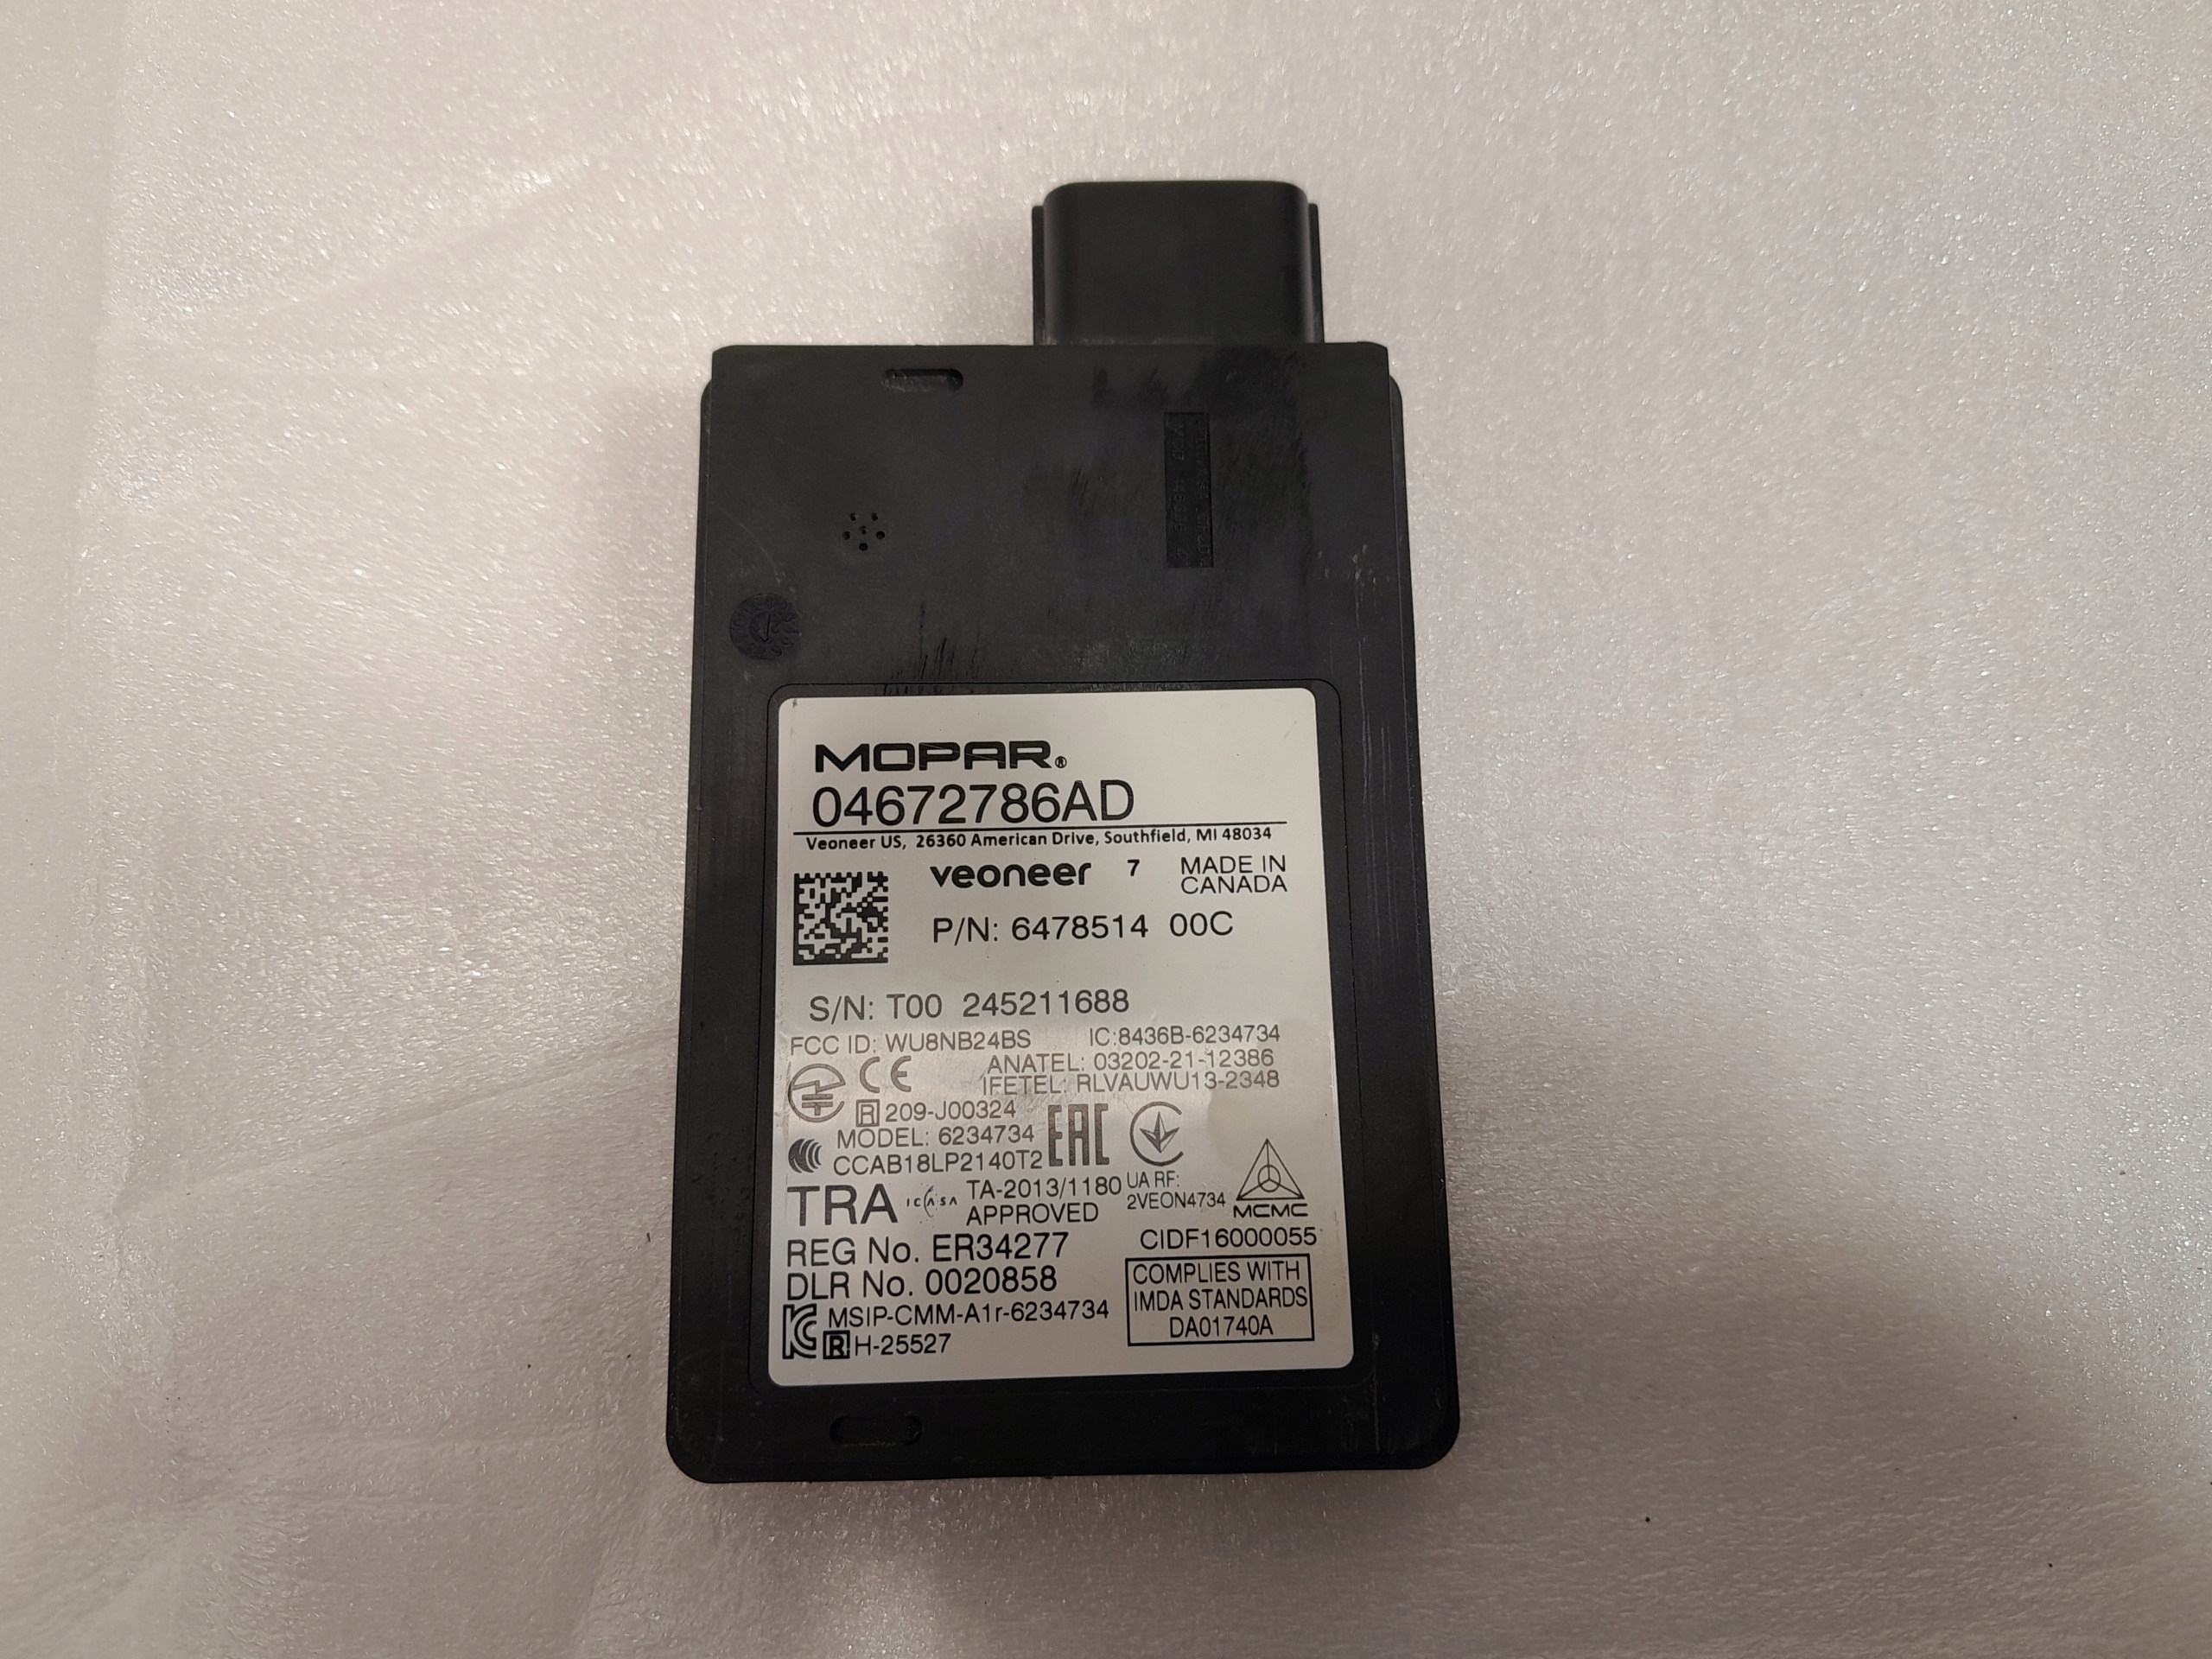 MOPAR®
04672786AD
Veoneer US, 26360 American Drive, Southfield, MI 48034
veoneer 7 MADE IN
CANADA
P/N: 6478514 00C
S/N: T00 245211688
FCC ID: WU8NB24BS IC:8436B-6234734
CE ANATEL: 03202-21-12386
IFETEL: RLVAUWU13-2348
R 209-J00324
MODEL: 6234734 EAC
CCAB18LP2140T2
TRA ICASA TA-2013/1180 UA RF:
APPROVED 2VEON4734 MCMC
REG No. ER34277 CIDF16000055
DLR No. 0020858 COMPLIES WITH
IMDA STANDARDS
DA01740A
MSIP-CMM-A1r-6234734
R H-25527